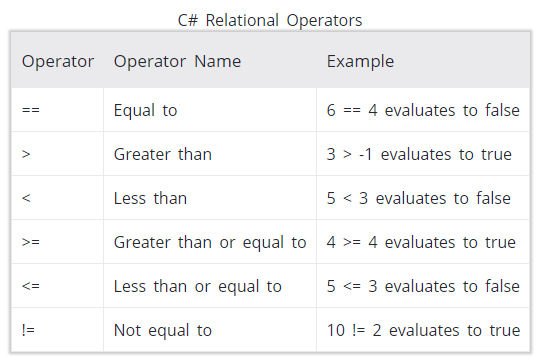 C# Relational Operators
Operator Operator Name Example
== Equal to 6 == 4 evaluates to false
> Greater than 3 > -1 evaluates to true
< Less than 5 < 3 evaluates to false
>= Greater than or equal to 4 >= 4 evaluates to true
<= Less than or equal to 5 <= 3 evaluates to false
!= Not equal to 10 != 2 evaluates to true